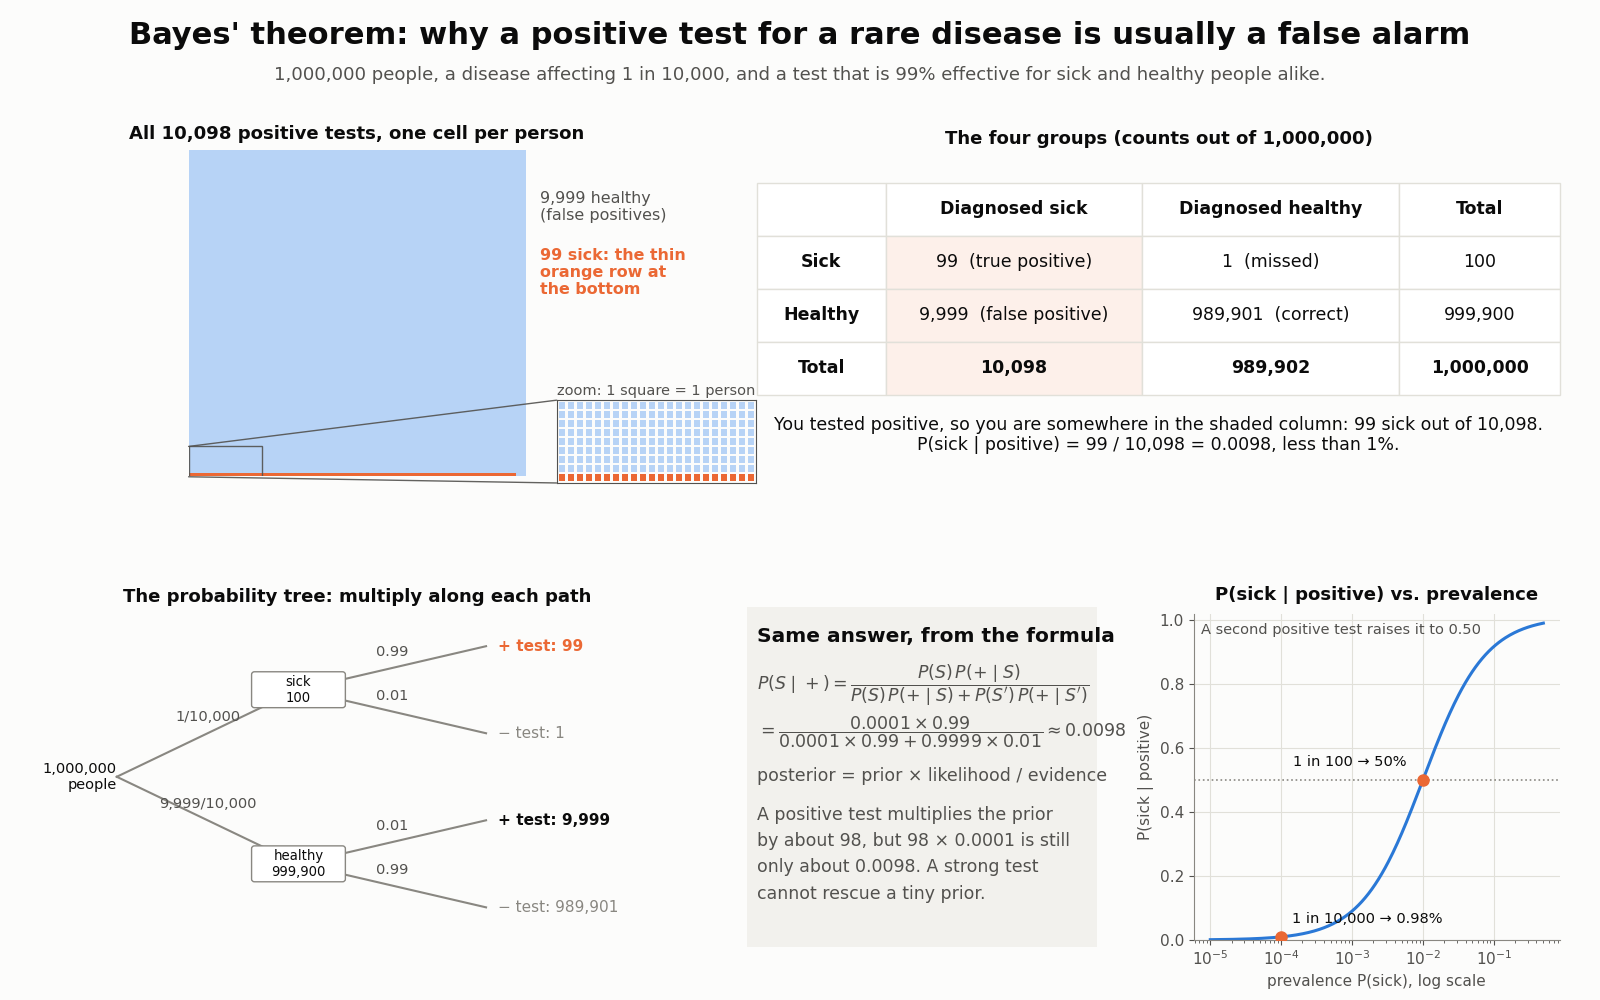 Bayes' theorem: why a positive test for a rare disease is usually a false alarm
1,000,000 people, a disease affecting 1 in 10,000, and a test that is 99% effective for sick and healthy people alike.
All 10,098 positive tests, one cell per person
9,999 healthy
(false positives)
99 sick: the thin
orange row at
the bottom
zoom: 1 square = 1 person
The four groups (counts out of 1,000,000)
Diagnosed sick Diagnosed healthy Total
Sick 99 (true positive) 1 (missed) 100
Healthy 9,999 (false positive) 989,901 (correct) 999,900
Total 10,098 989,902 1,000,000
You tested positive, so you are somewhere in the shaded column: 99 sick out of 10,098.
P(sick | positive) = 99 / 10,098 = 0.0098, less than 1%.
The probability tree: multiply along each path
1,000,000
people
1/10,000
9,999/10,000
sick
100
healthy
999,900
0.99
0.01
0.01
0.99
+ test: 99
− test: 1
+ test: 9,999
− test: 989,901
Same answer, from the formula
P(S | +) = P(S) P(+ | S) / P(S) P(+ | S) + P(S′) P(+ | S′)
= 0.0001 × 0.99 / 0.0001 × 0.99 + 0.9999 × 0.01 ≈ 0.0098
posterior = prior × likelihood / evidence
A positive test multiplies the prior
by about 98, but 98 × 0.0001 is still
only about 0.0098. A strong test
cannot rescue a tiny prior.
P(sick | positive) vs. prevalence
A second positive test raises it to 0.50
1 in 100 → 50%
1 in 10,000 → 0.98%
P(sick | positive)
1.0
0.8
0.6
0.4
0.2
0.0
10⁻⁵ 10⁻⁴ 10⁻³ 10⁻² 10⁻¹
prevalence P(sick), log scale